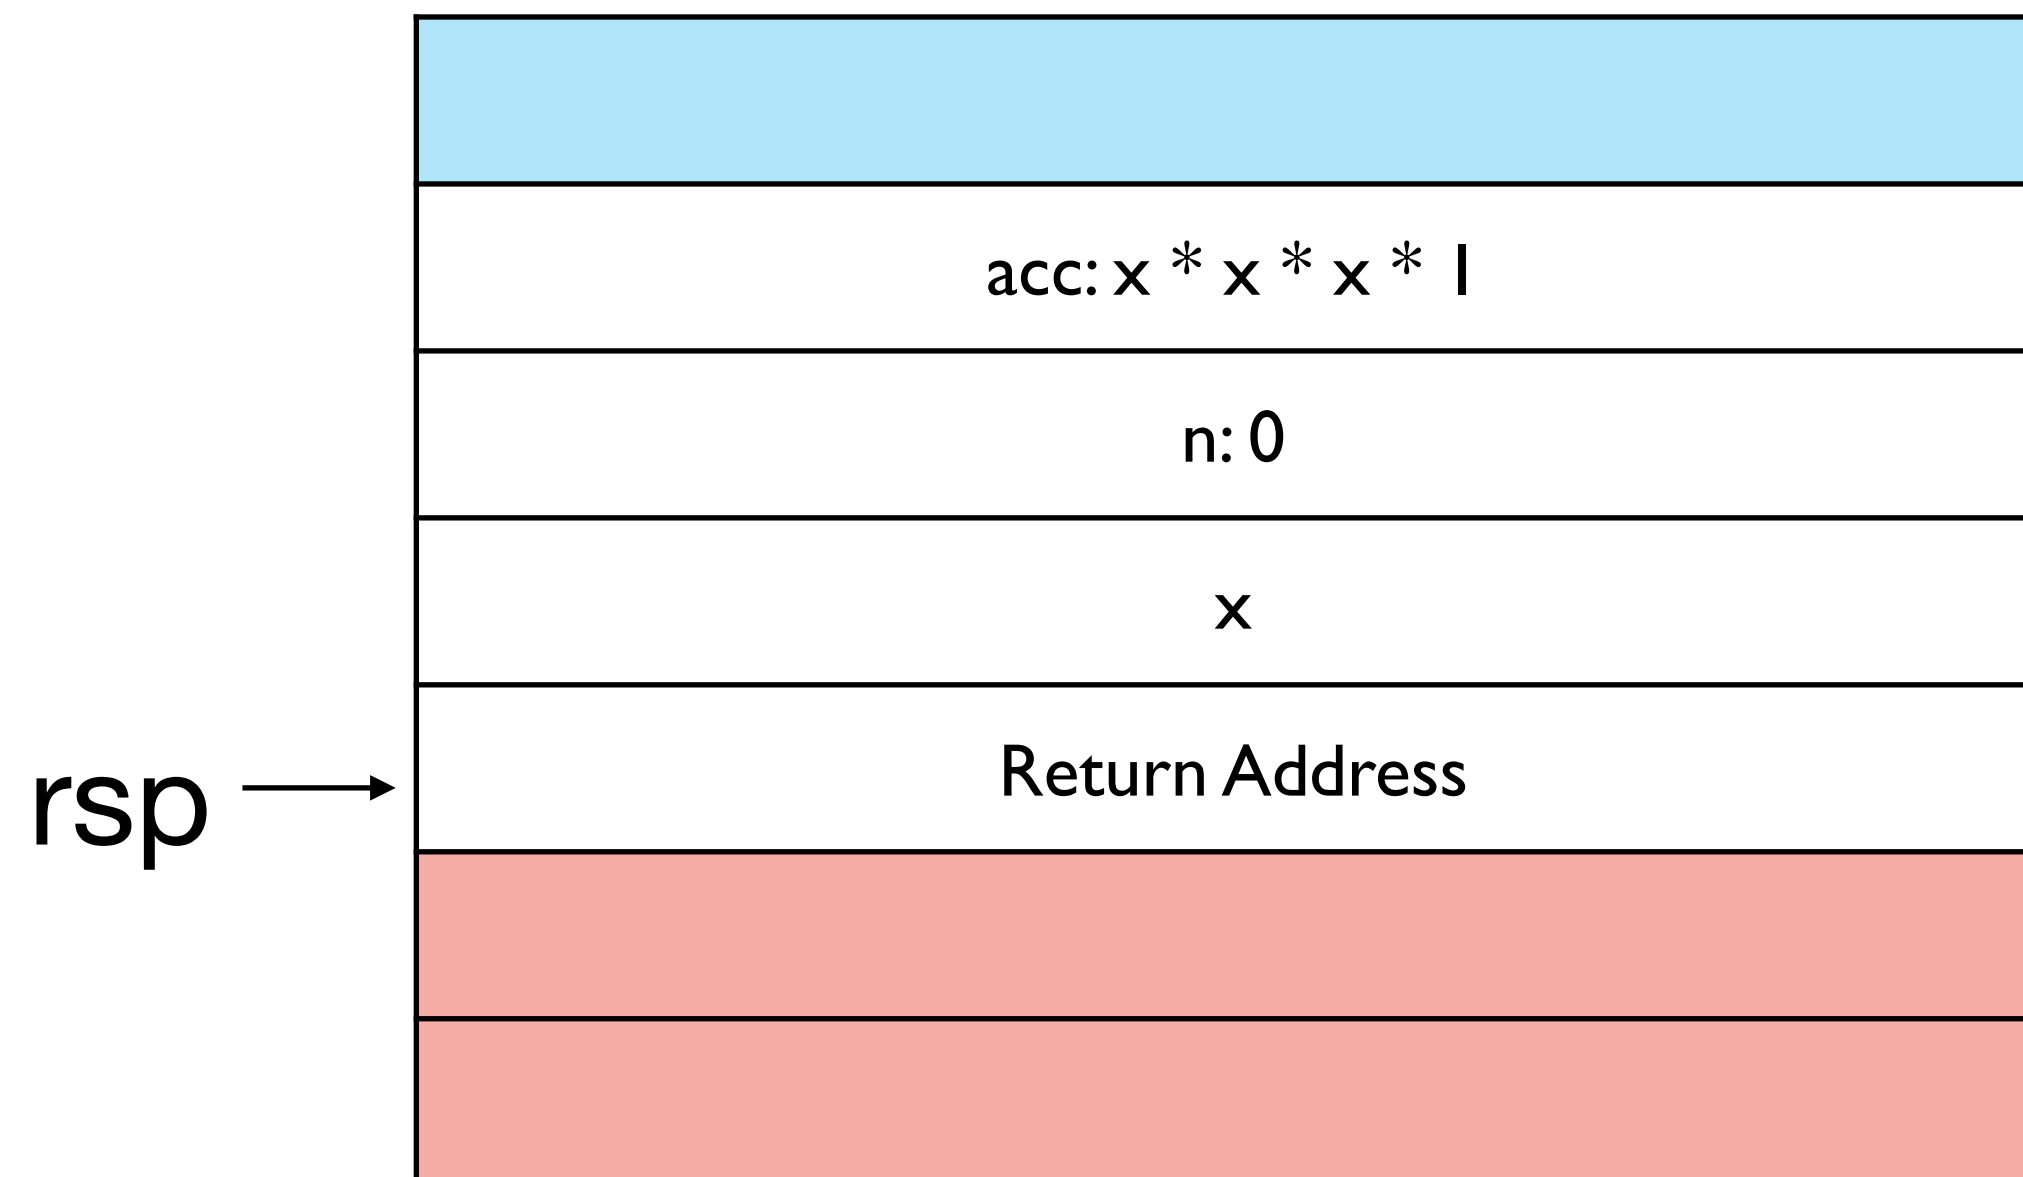 acc: x * x * x * 1
n: 0
x
rsp
Return Address